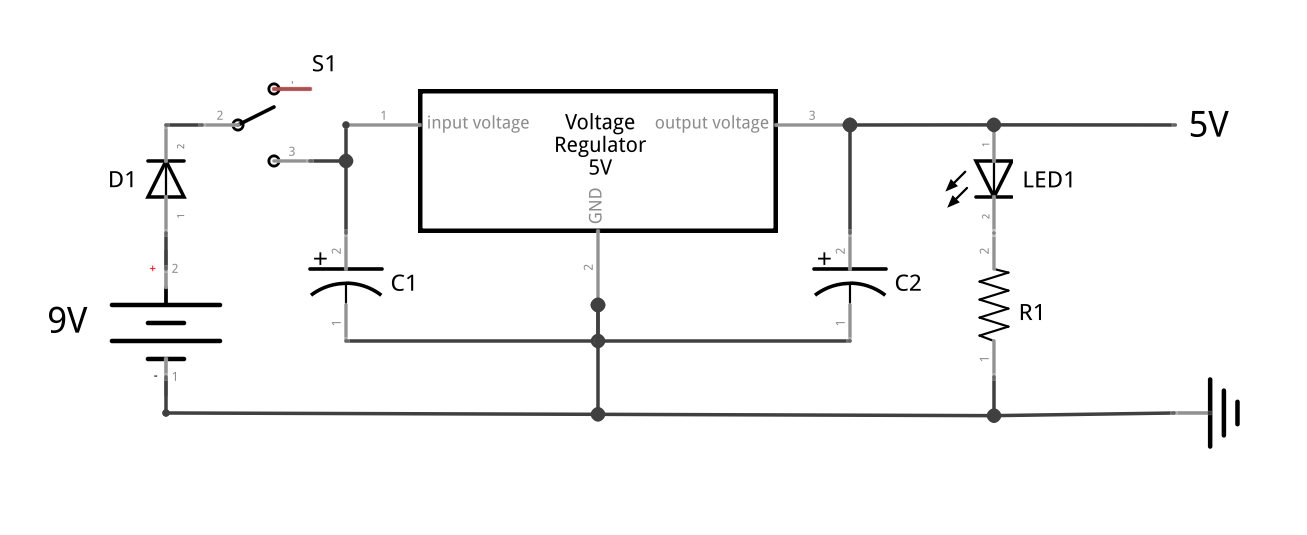 S1
2
1
3
1
input voltage
Voltage
Regulator
5V
output voltage
3
5V
GND
2
D1
2
1
+
2
9V
-
1
+
2
C1
1
2
+
2
C2
1
1
LED1
2
2
R1
1